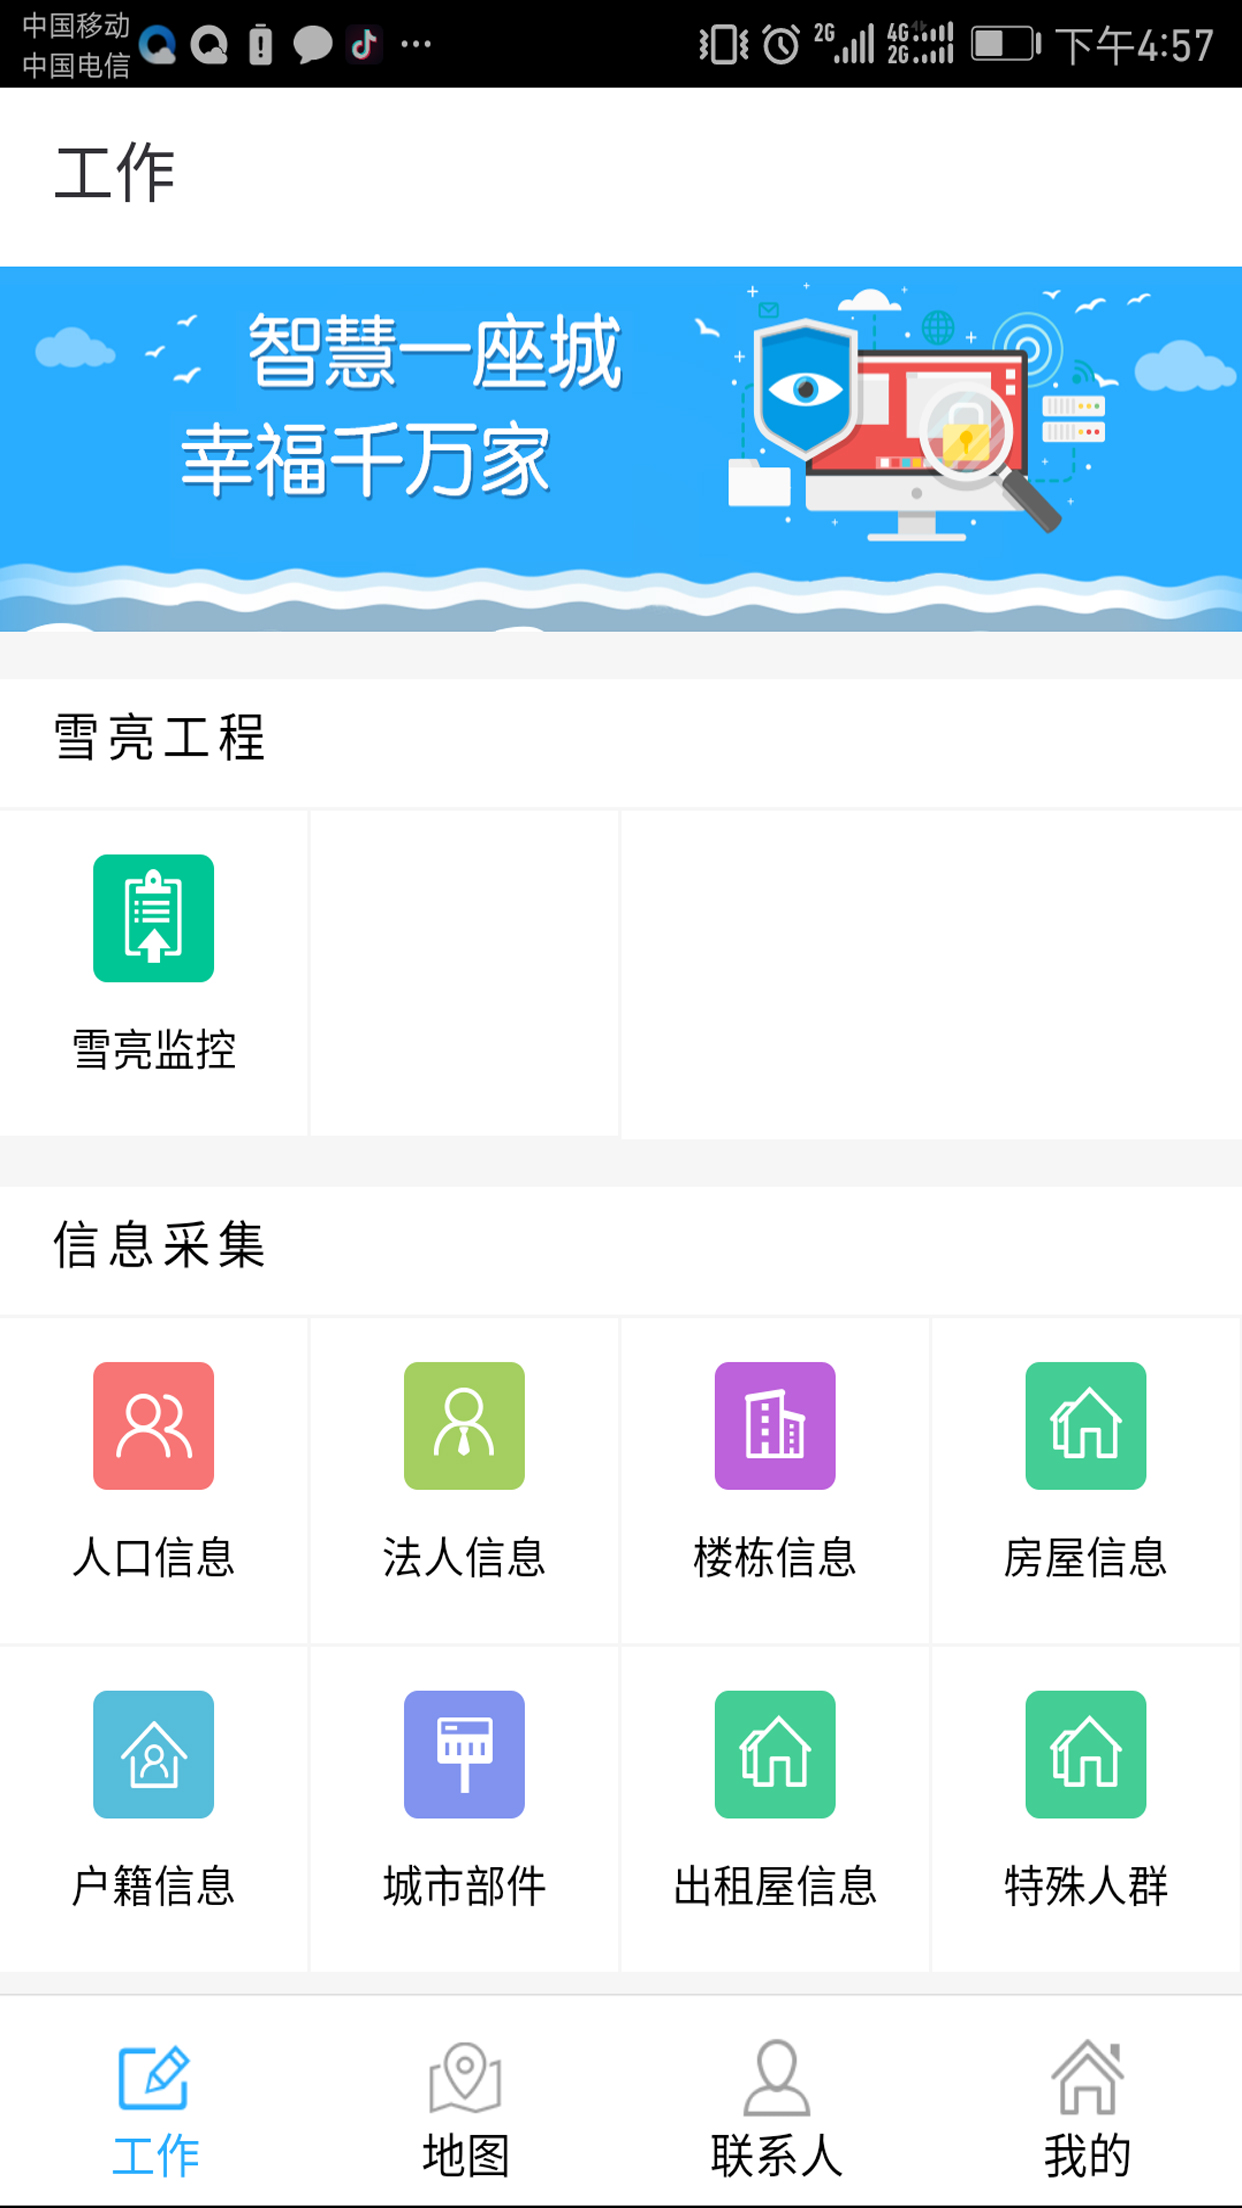 中国移动
中国电信
2G
4G
2G
下午4:57
工作
智慧一座城
幸福千万家
雪亮工程
雪亮监控
信息采集
人口信息
法人信息
楼栋信息
房屋信息
户籍信息
城市部件
出租屋信息
特殊人群
工作
地图
联系人
我的